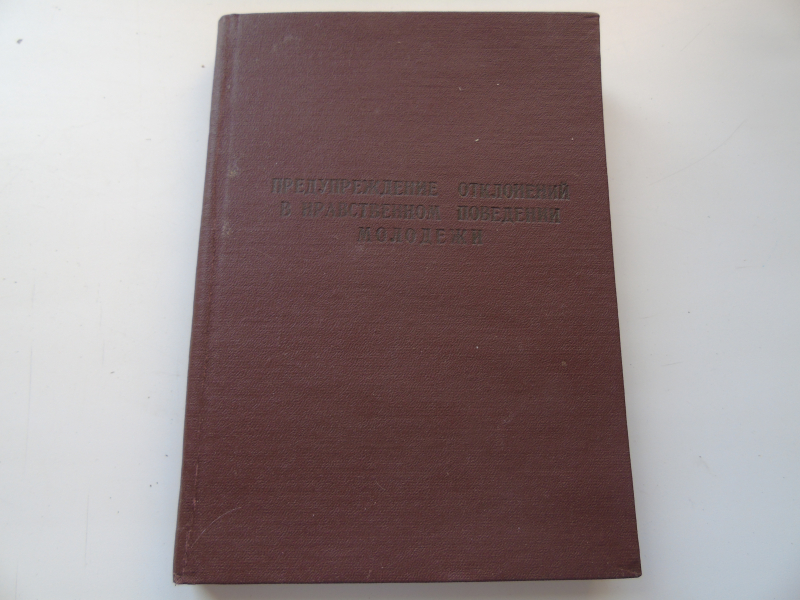 ПРЕДУПРЕЖДЕНИЕ ОТКЛОНЕНИЙ
В НРАВСТВЕННОМ ПОВЕДЕНИИ
МОЛОДЕЖИ